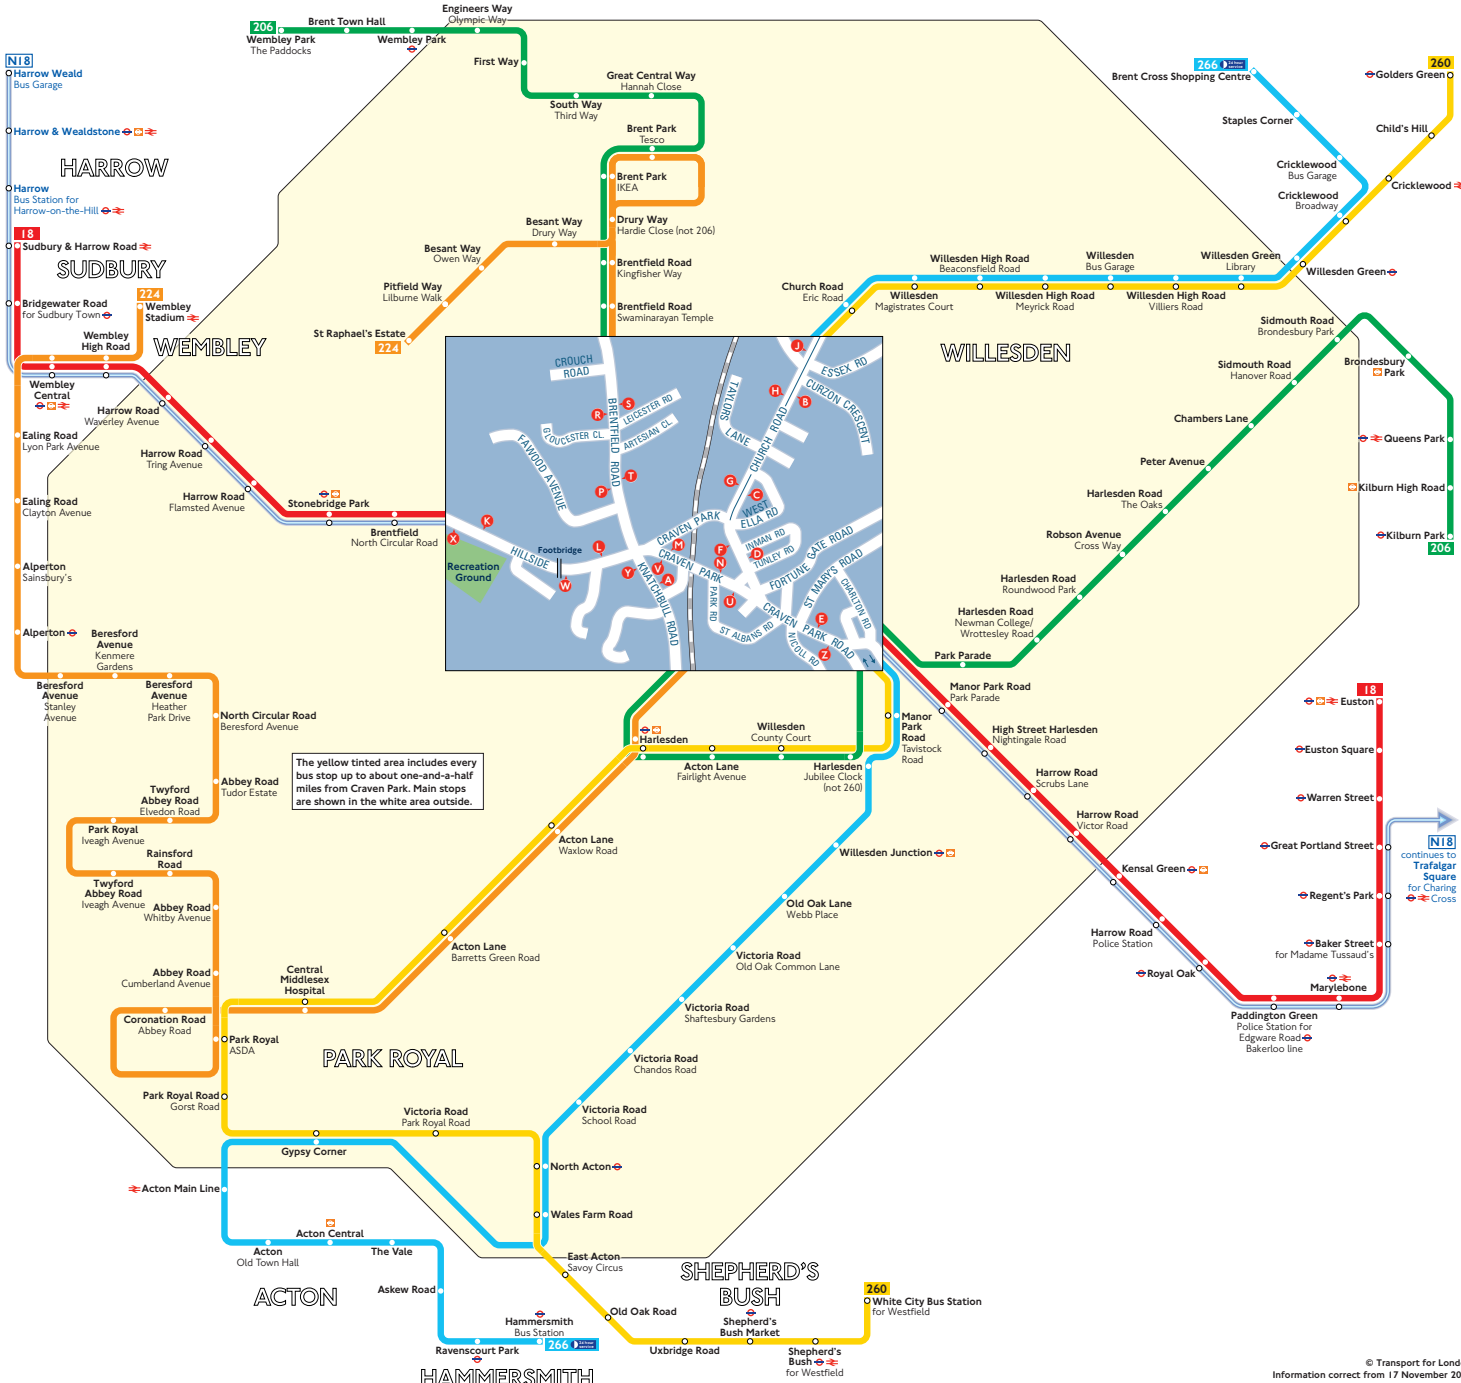 206
Wembley Park
The Paddocks
Brent Town Hall
Wembley Park
Engineers Way
Olympic Way
First Way
Great Central Way
Hannah Close
South Way
Third Way
Brent Park
Tesco
Brent Park
IKEA
Drury Way
Hardie Close (not 206)
Brentfield Road
Kingfisher Way
Brentfield Road
Swaminarayan Temple
Besant Way
Drury Way
Besant Way
Owen Way
Pitfield Way
Lilburne Walk
St Raphael's Estate
224
N18
Harrow Weald
Bus Garage
Harrow & Wealdstone
HARROW
Harrow
Bus Station for
Harrow-on-the-Hill
18
Sudbury & Harrow Road
SUDBURY
Bridgewater Road
for Sudbury Town
224
Wembley
Stadium
Wembley
High Road
WEMBLEY
Wembley
Central
Harrow Road
Waverley Avenue
Harrow Road
Tring Avenue
Harrow Road
Flamsted Avenue
Stonebridge Park
Brentfield
North Circular Road
Ealing Road
Lyon Park Avenue
Ealing Road
Clayton Avenue
Alperton
Sainsbury's
Alperton
Beresford
Avenue
Kenmere
Gardens
Beresford
Avenue
Stanley
Avenue
Beresford
Avenue
Heather
Park Drive
North Circular Road
Beresford Avenue
Abbey Road
Tudor Estate
Twyford
Abbey Road
Elvedon Road
Park Royal
Iveagh Avenue
Rainsford
Road
Twyford
Abbey Road
Iveagh Avenue
Abbey Road
Whitby Avenue
Abbey Road
Cumberland Avenue
Coronation Road
Abbey Road
Park Royal
ASDA
Park Royal Road
Gorst Road
Central
Middlesex
Hospital
PARK ROYAL
Victoria Road
Park Royal Road
Gypsy Corner
Acton Main Line
Acton
Old Town Hall
Acton Central
The Vale
Askew Road
ACTON
Ravenscourt Park
Hammersmith
Bus Station
266
24 hour
service
HAMMERSMITH
The yellow tinted area includes every
bus stop up to about one-and-a-half
miles from Craven Park. Main stops
are shown in the white area outside.
266
24 hour
service
Brent Cross Shopping Centre
Staples Corner
Cricklewood
Bus Garage
Cricklewood
Broadway
260
Golders Green
Child's Hill
Cricklewood
Willesden Green
Willesden Green
Library
Willesden
Bus Garage
Willesden High Road
Beaconsfield Road
Willesden High Road
Villiers Road
Willesden High Road
Meyrick Road
Willesden
Magistrates Court
Church Road
Eric Road
WILLESDEN
Sidmouth Road
Brondesbury Park
Brondesbury
Park
Sidmouth Road
Hanover Road
Chambers Lane
Queens Park
Peter Avenue
Kilburn High Road
Harlesden Road
The Oaks
Kilburn Park
206
Robson Avenue
Cross Way
Harlesden Road
Roundwood Park
Harlesden Road
Newman College/
Wrottesley Road
Park Parade
CROUCH
ROAD
BRENTFIELD ROAD
LEICESTER RD
GLOUCESTER CL.
ARTESIAN CL.
FAWOOD AVENUE
TAYLORS
LANE
CHURCH ROAD
ESSEX RD
CURZON CRESCENT
WEST
ELLA RD
CRAVEN PARK
CRAVEN PARK
INMAN RD
TUNLEY RD
FORTUNE GATE ROAD
ST MARY'S ROAD
CHARLTON RD
CRAVEN PARK ROAD
NICOLL RD
ST ALBANS RD
PARK RD
KNATCHBULL ROAD
HILLSIDE
Footbridge
Recreation
Ground
J
H
B
S
R
T
P
G
C
K
X
L
M
F
N
D
Y
V
A
W
U
E
Z
Harlesden
Acton Lane
Fairlight Avenue
Willesden
County Court
Harlesden
Jubilee Clock
(not 260)
Manor
Park
Road
Tavistock
Road
Acton Lane
Waxlow Road
Acton Lane
Barretts Green Road
Willesden Junction
Old Oak Lane
Webb Place
Victoria Road
Old Oak Common Lane
Victoria Road
Shaftesbury Gardens
Victoria Road
Chandos Road
Victoria Road
School Road
North Acton
Wales Farm Road
East Acton
Savoy Circus
Old Oak Road
SHEPHERD'S
BUSH
Uxbridge Road
Shepherd's
Bush Market
Shepherd's
Bush
for Westfield
260
White City Bus Station
for Westfield
Manor Park Road
Park Parade
High Street Harlesden
Nightingale Road
Harrow Road
Scrubs Lane
Harrow Road
Victor Road
Kensal Green
Harrow Road
Police Station
Royal Oak
Paddington Green
Police Station for
Edgware Road
Bakerloo line
Marylebone
Baker Street
for Madame Tussaud's
Regent's Park
Great Portland Street
Warren Street
Euston Square
18
Euston
N18
continues to
Trafalgar
Square
for Charing
Cross
© Transport for Lond
Information correct from 17 November 20